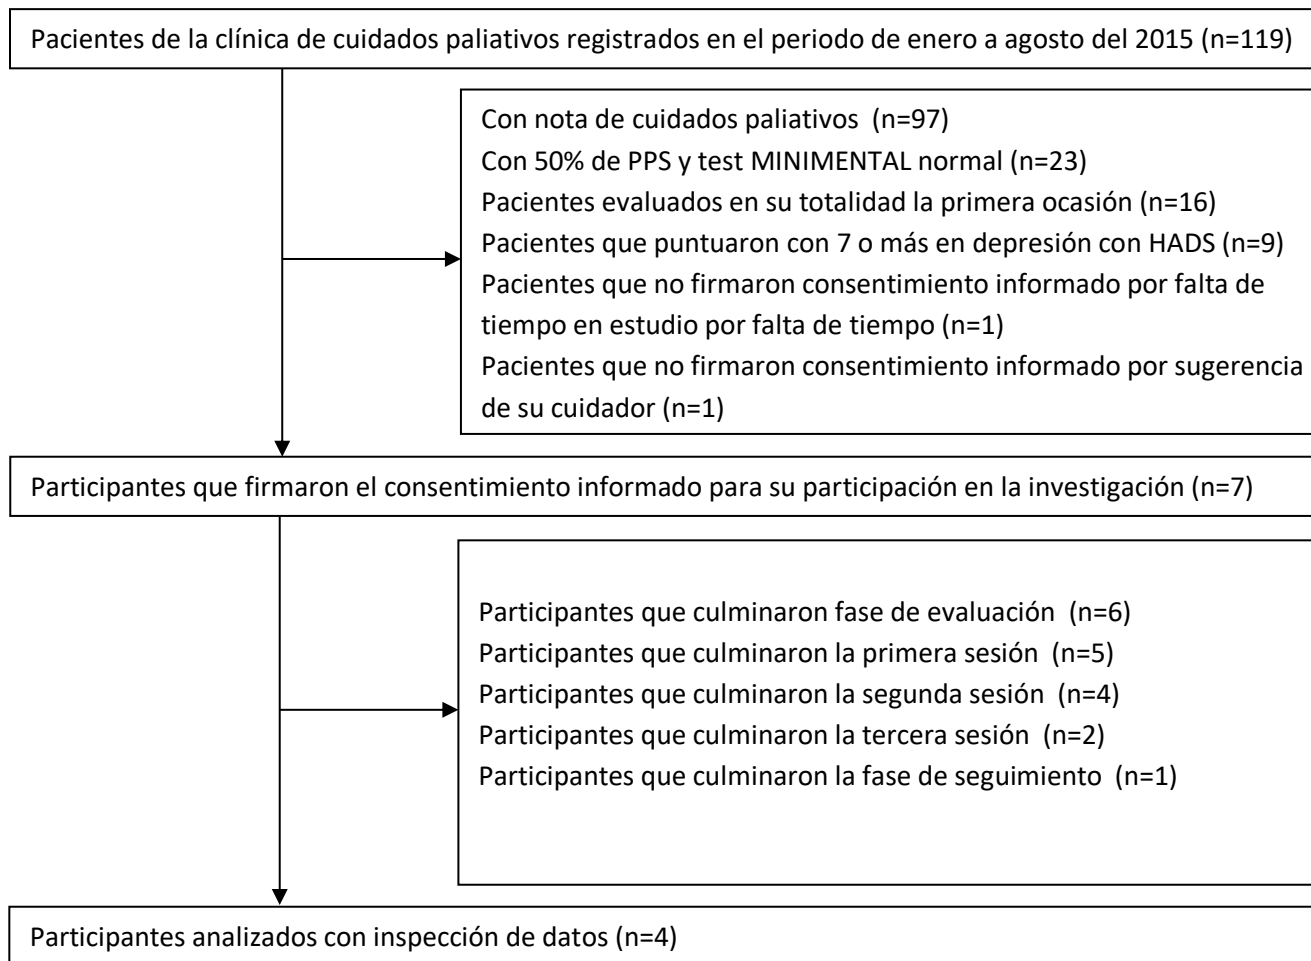 Pacientes de la clínica de cuidados paliativos registrados en el periodo de enero a agosto del 2015 (n=119)
Con nota de cuidados paliativos (n=97)
Con 50% de PPS y test MINIMENTAL normal (n=23)
Pacientes evaluados en su totalidad la primera ocasión (n=16)
Pacientes que puntuaron con 7 o más en depresión con HADS (n=9)
Pacientes que no firmaron consentimiento informado por falta de
tiempo en estudio por falta de tiempo (n=1)
Pacientes que no firmaron consentimiento informado por sugerencia
de su cuidador (n=1)
Participantes que firmaron el consentimiento informado para su participación en la investigación (n=7)
Participantes que culminaron fase de evaluación (n=6)
Participantes que culminaron la primera sesión (n=5)
Participantes que culminaron la segunda sesión (n=4)
Participantes que culminaron la tercera sesión (n=2)
Participantes que culminaron la fase de seguimiento (n=1)
Participantes analizados con inspección de datos (n=4)